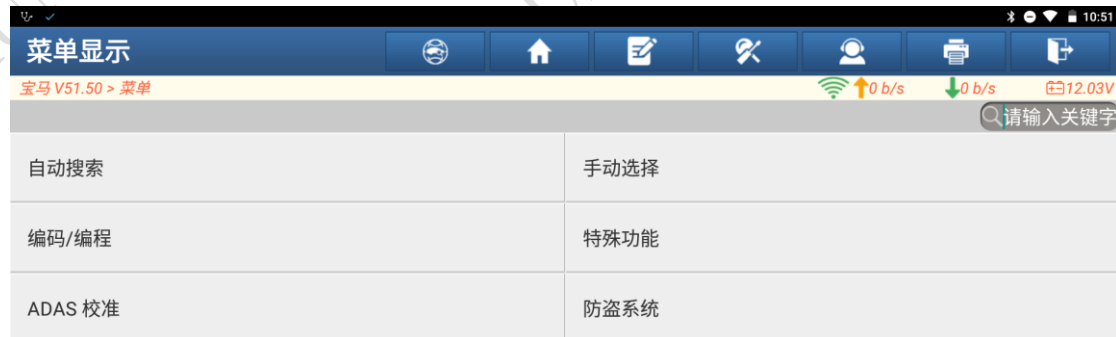 10:51
菜单显示
宝马 V51.50 > 菜单 0 b/s 0 b/s 12.03V
请输入关键字
自动搜索 手动选择
编码/编程 特殊功能
ADAS 校准 防盗系统